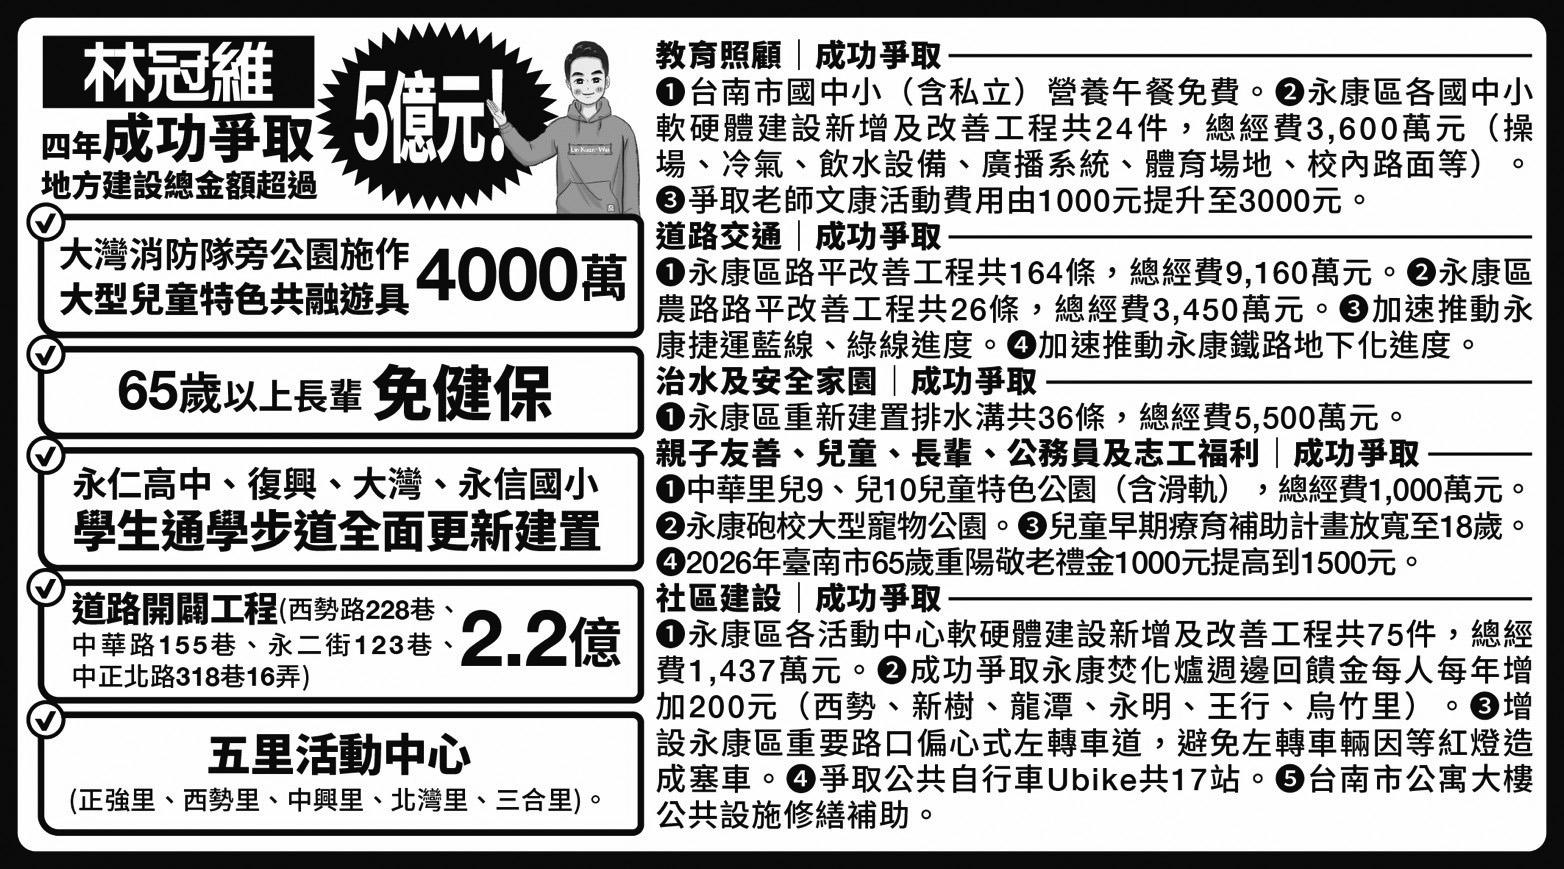 林冠維
四年成功爭取
地方建設總金額超過
5億元!
Lin Kuan-Wei
大灣消防隊旁公園施作
大型兒童特色共融遊具
4000萬
65歲以上長輩 免健保
永仁高中、復興、大灣、永信國小
學生通學步道全面更新建置
道路開闢工程(西勢路228巷、
中華路155巷、永二街123巷、
中正北路318巷16弄)
2.2億
五里活動中心
(正強里、西勢里、中興里、北灣里、三合里)。
教育照顧｜成功爭取
❶台南市國中小（含私立）營養午餐免費。❷永康區各國中小
軟硬體建設新增及改善工程共24件，總經費3,600萬元（操
場、冷氣、飲水設備、廣播系統、體育場地、校內路面等）。
❸爭取老師文康活動費用由1000元提升至3000元。
道路交通｜成功爭取
❶永康區路平改善工程共164條，總經費9,160萬元。❷永康區
農路路平改善工程共26條，總經費3,450萬元。❸加速推動永
康捷運藍線、綠線進度。❹加速推動永康鐵路地下化進度。
治水及安全家園｜成功爭取
❶永康區重新建置排水溝共36條，總經費5,500萬元。
親子友善、兒童、長輩、公務員及志工福利｜成功爭取
❶中華里兒9、兒10兒童特色公園（含滑軌），總經費1,000萬元。
❷永康砲校大型寵物公園。❸兒童早期療育補助計畫放寬至18歲。
❹2026年臺南市65歲重陽敬老禮金1000元提高到1500元。
社區建設｜成功爭取
❶永康區各活動中心軟硬體建設新增及改善工程共75件，總經
費1,437萬元。❷成功爭取永康焚化爐週邊回饋金每人每年增
加200元（西勢、新樹、龍潭、永明、王行、烏竹里）。❸增
設永康區重要路口偏心式左轉車道，避免左轉車輛因等紅燈造
成塞車。❹爭取公共自行車Ubike共17站。❺台南市公寓大樓
公共設施修繕補助。